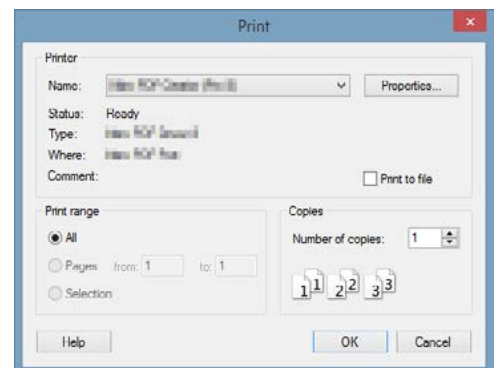 Print
Printer
Name:
Properties...
Status: Ready
Type:
Where:
Comment:
Print to file
Print range
All
Pages from: 1 to: 1
Selection
Copies
Number of copies: 1
1 1 2 2 3 3
Help
OK Cancel